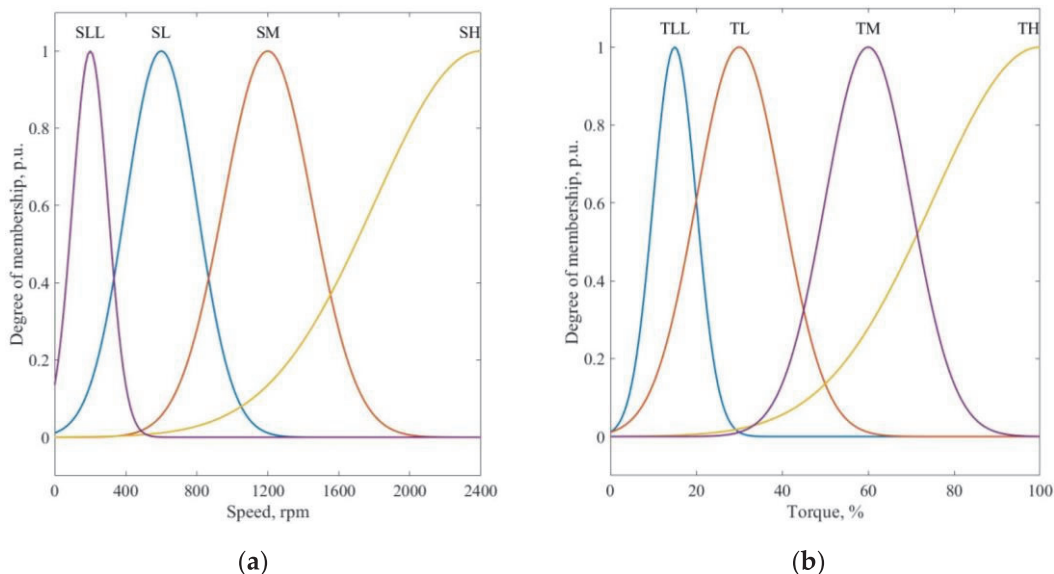 SLL SL SM SH
1
0.8
0.6
0.4
0.2
0
Degree of membership, p.u.
0 400 800 1200 1600 2000 2400
Speed, rpm
(a)
TLL TL TM TH
1
0.8
0.6
0.4
0.2
0
Degree of membership, p.u.
0 20 40 60 80 100
Torque, %
(b)